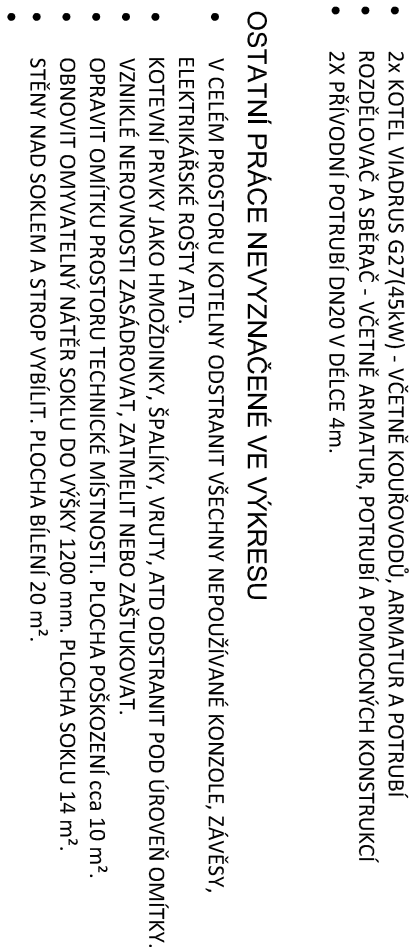 • 2x KOTEL VIADRUS G27(45kW) - VČETNĚ KOUŘOVODŮ, ARMATUR A POTRUBÍ
• ROZDĚLOVAČ A SBĚRAČ - VČETNĚ ARMATUR, POTRUBÍ A POMOCNÝCH KONSTRUKCÍ
• 2X PŘÍVODNÍ POTRUBÍ DN20 V DÉLCE 4m.
OSTATNÍ PRÁCE NEVYZNAČENÉ VE VÝKRESU
• V CELÉM PROSTORU KOTELNY ODSTRANIT VŠECHNY NEPOUŽÍVANÉ KONZOLE, ZÁVĚSY,
ELEKTRIKÁŘSKÉ ROŠTY ATD.
• KOTEVNÍ PRVKY JAKO HMOŽDINKY, ŠPALÍKY, VRUTY, ATD ODSTRANIT POD ÚROVEŇ OMÍTKY.
• VZNIKLÉ NEROVNOSTI ZASÁDROVAT, ZATMELIT NEBO ZAŠTUKOVAT.
• OPRAVIT OMÍTKU PROSTORU TECHNICKÉ MÍSTNOSTI. PLOCHA POŠKOZENÍ cca 10 m².
• OBNOVIT OMYVATELNÝ NÁTĚR SOKLU DO VÝŠKY 1200 mm. PLOCHA SOKLU 14 m².
• STĚNY NAD SOKLEM A STROP VYBÍLIT. PLOCHA BÍLENÍ 20 m².